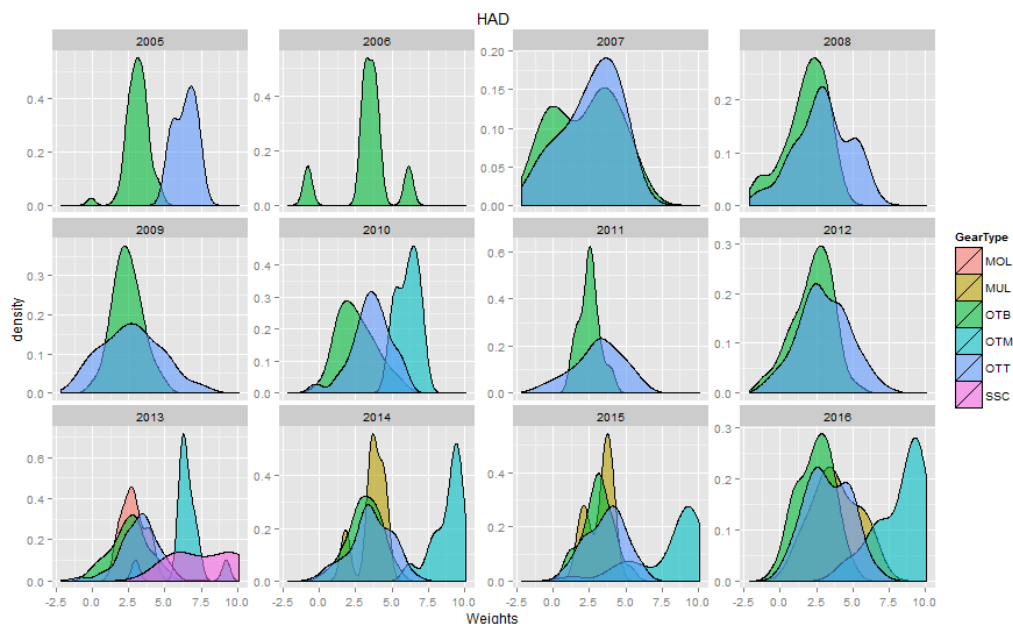 HAD
2005 2006 2007 2008
0.4 0.4 0.20
0.2 0.2 0.15 0.2
0.10 0.1
0.05
0.0 0.0 0.00 0.0
2009 2010 2011 2012
0.3 0.4 0.6 0.3
0.2 0.3 0.4 0.2
0.1 0.2 0.2 0.1
0.1
0.0 0.0 0.0 0.0
2013 2014 2015 2016
0.6 0.6 0.3
0.4 0.4 0.4 0.2
0.2 0.2 0.2 0.1
0.0 0.0 0.0 0.0
-2.5 0.0 2.5 5.0 7.5 10.0 -2.5 0.0 2.5 5.0 7.5 10.0 -2.5 0.0 2.5 5.0 7.5 10.0 -2.5 0.0 2.5 5.0 7.5 10.0
Weights
density
GearType
MOL
MUL
OTB
OTM
OTT
SSC